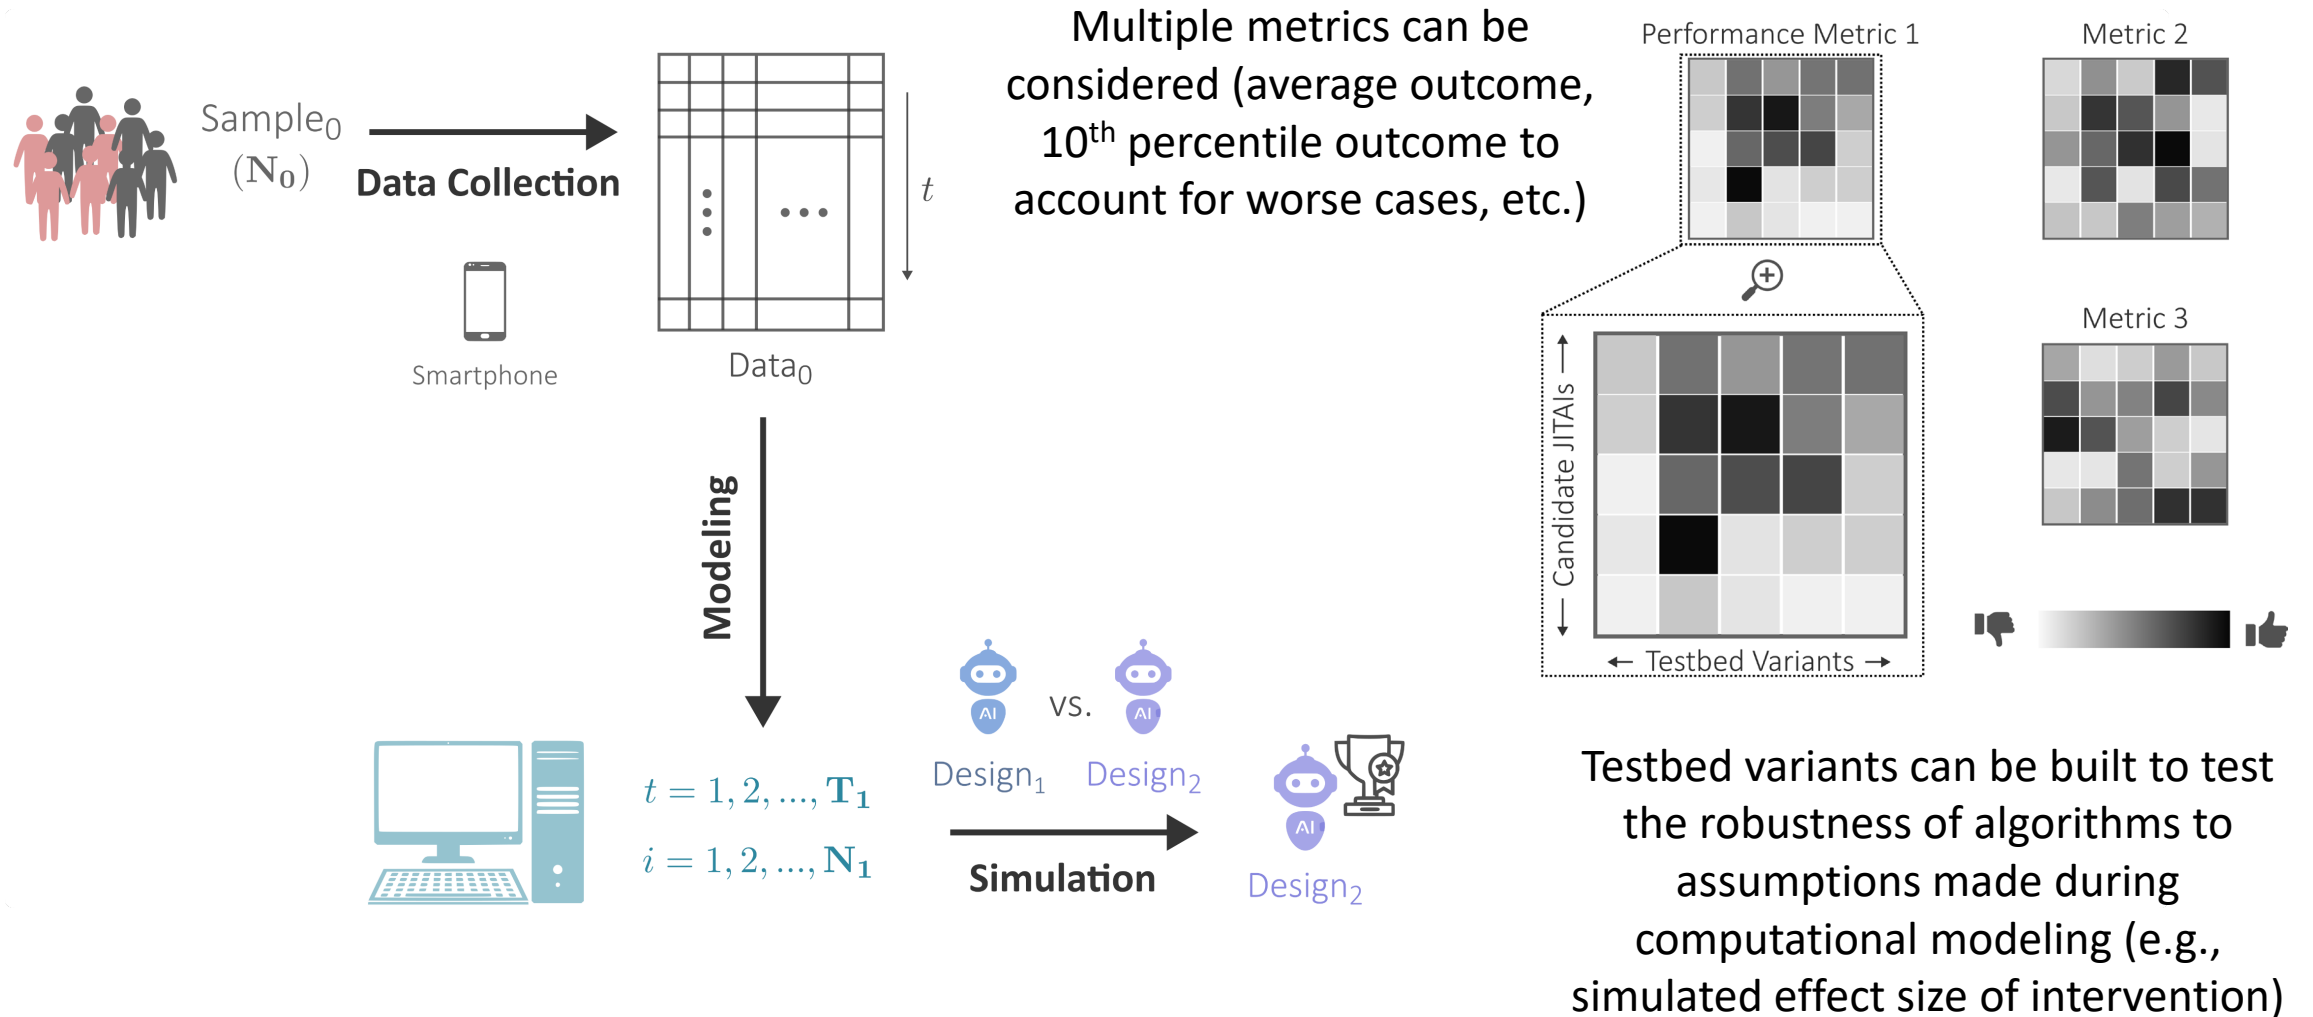 Sample₀
(N₀)
Data Collection
Smartphone
t
Data₀
Multiple metrics can be
considered (average outcome,
10th percentile outcome to
account for worse cases, etc.)
Performance Metric 1
Metric 2
Metric 3
← Candidate JITAIs →
← Testbed Variants →
Modeling
t = 1, 2, ..., T₁
i = 1, 2, ..., N₁
AI
vs.
AI
Design₁
Design₂
Simulation
AI
Design₂
Testbed variants can be built to test
the robustness of algorithms to
assumptions made during
computational modeling (e.g.,
simulated effect size of intervention)